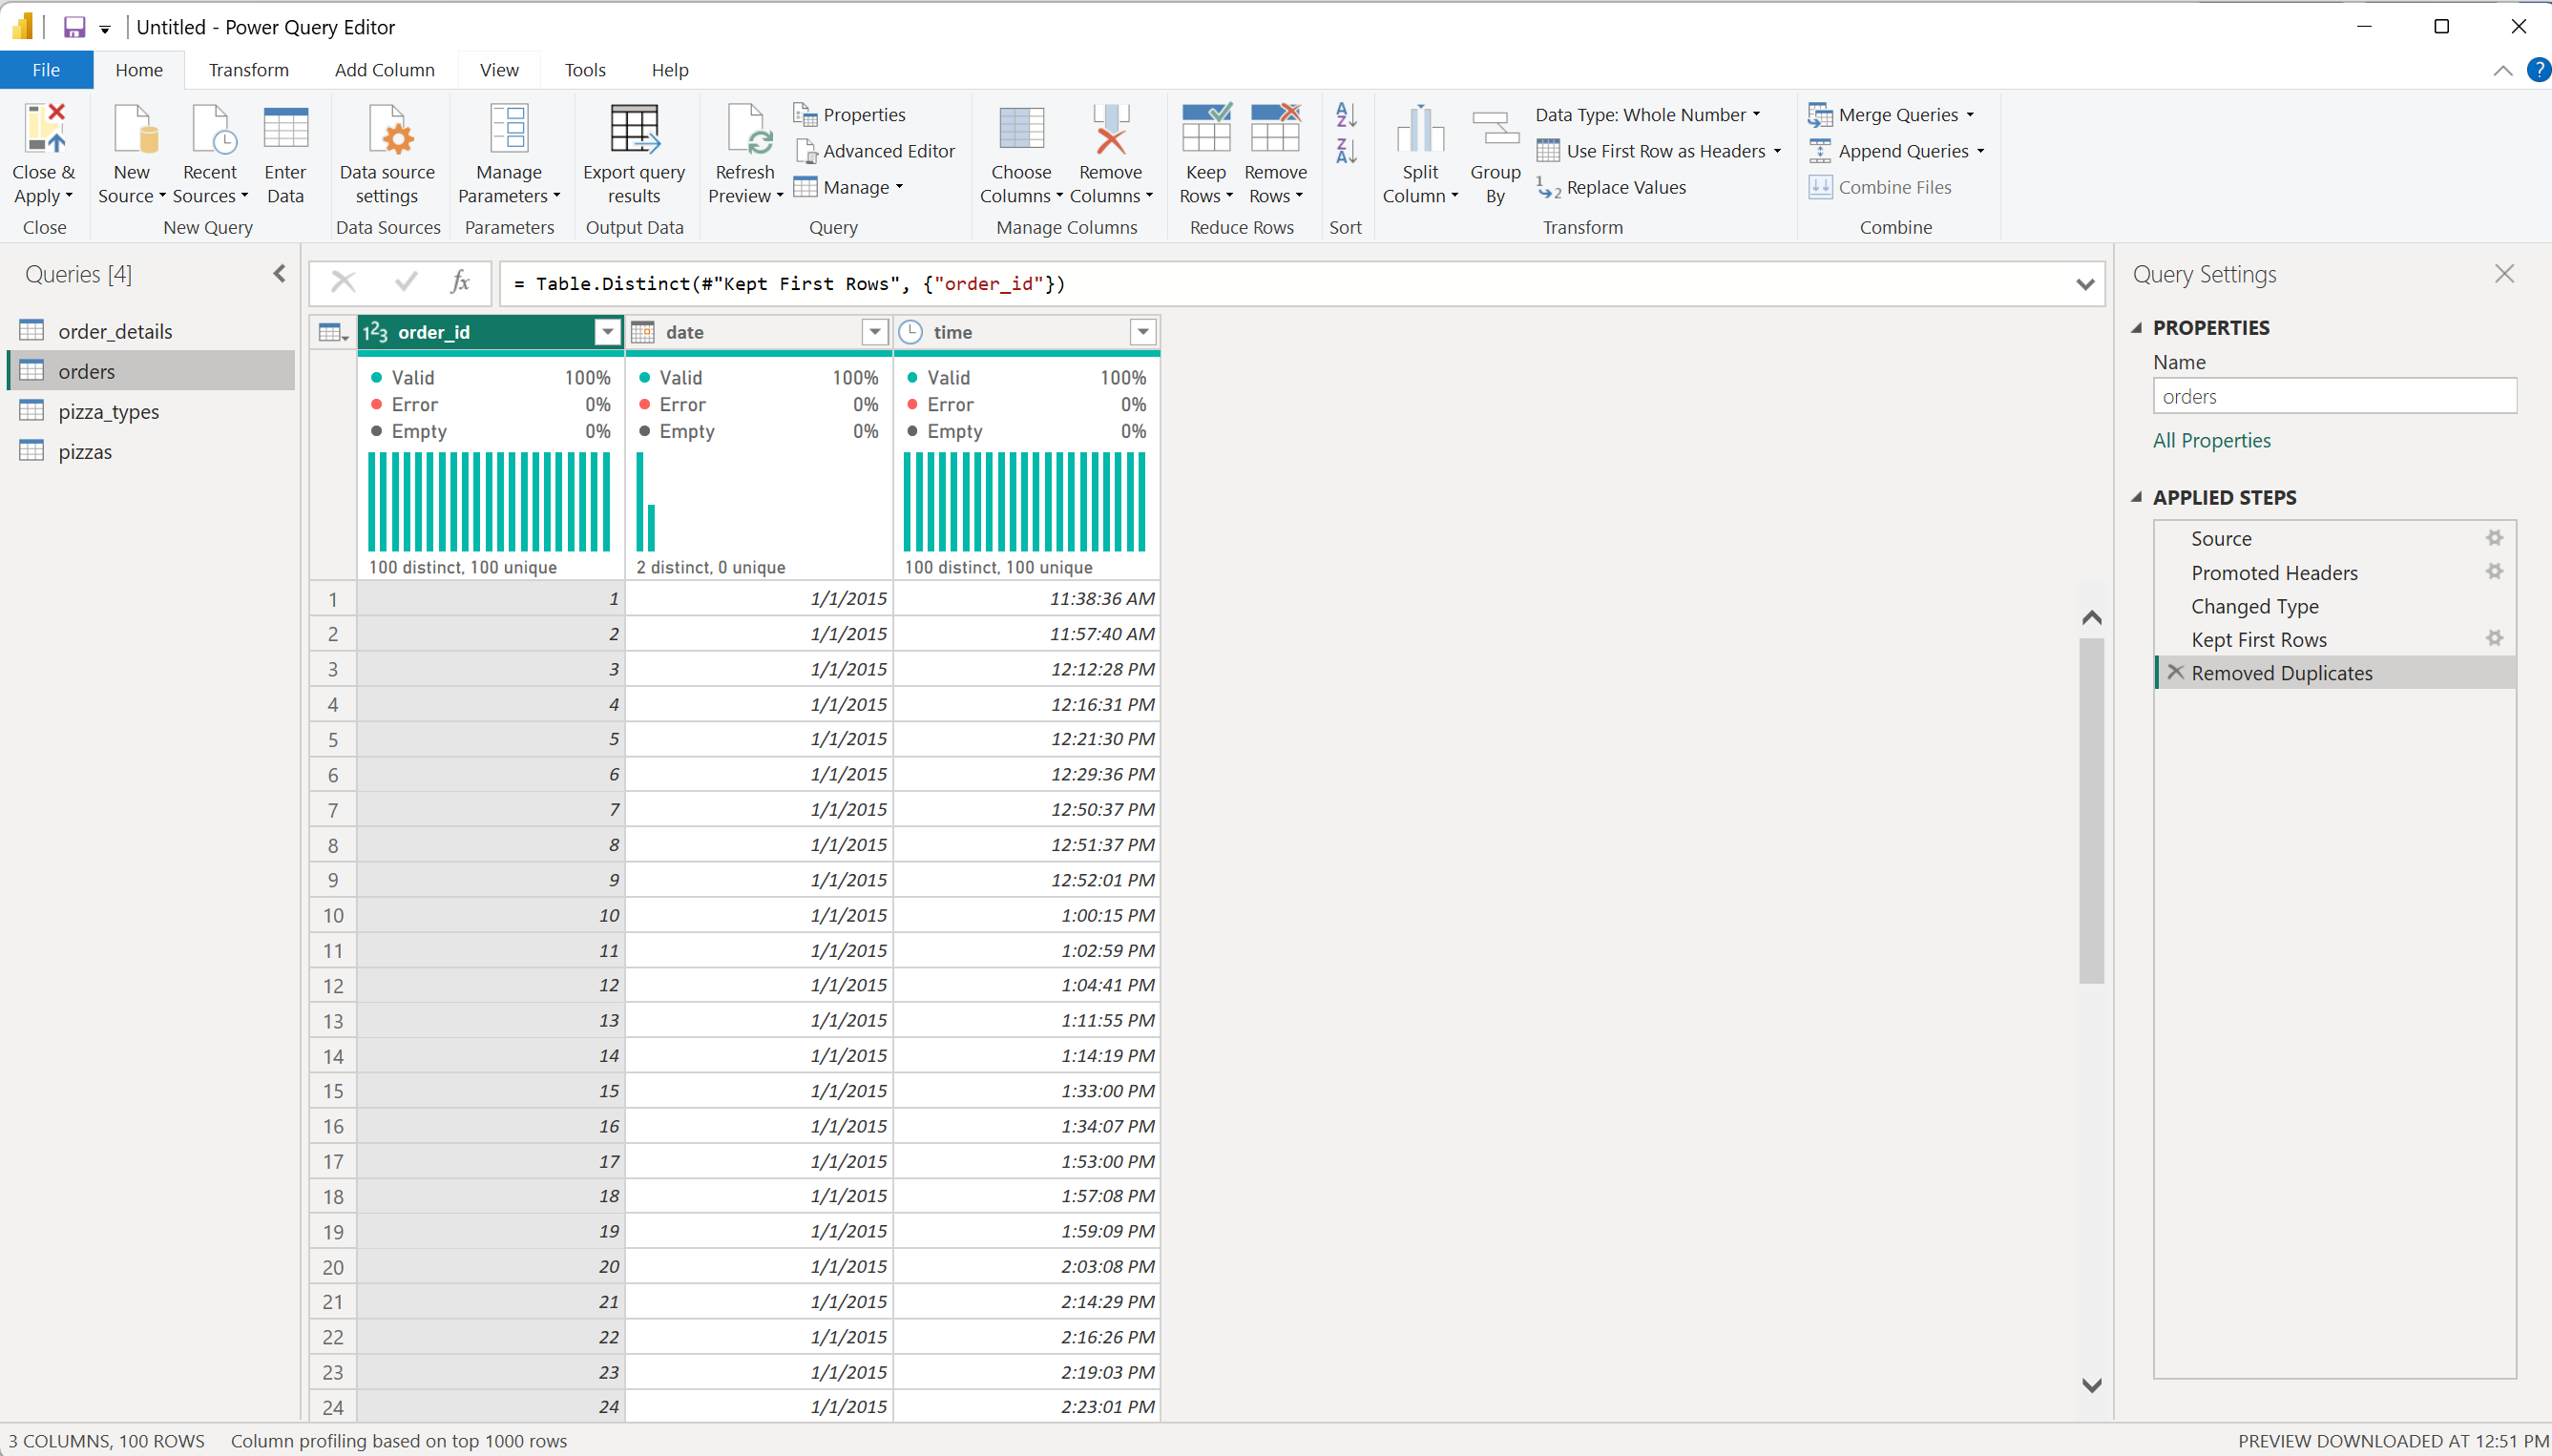 Untitled - Power Query Editor
File Home Transform Add Column View Tools Help
?
Close & Apply
Close
New Source
Recent Sources
Enter Data
New Query
Data source settings
Data Sources
Manage Parameters
Parameters
Export query results
Output Data
Refresh Preview
Properties
Advanced Editor
Manage
Query
Choose Columns
Remove Columns
Manage Columns
Keep Rows
Remove Rows
Reduce Rows
A Z
Z A
Sort
Split Column
Group By
Data Type: Whole Number
Use First Row as Headers
1 2 Replace Values
Transform
Merge Queries
Append Queries
Combine Files
Combine
Queries [4]
order_details
orders
pizza_types
pizzas
fx
= Table.Distinct(#"Kept First Rows", {"order_id"})
123 order_id date time
Valid 100% Valid 100% Valid 100%
Error 0% Error 0% Error 0%
Empty 0% Empty 0% Empty 0%
100 distinct, 100 unique 2 distinct, 0 unique 100 distinct, 100 unique
1 1 1/1/2015 11:38:36 AM
2 2 1/1/2015 11:57:40 AM
3 3 1/1/2015 12:12:28 PM
4 4 1/1/2015 12:16:31 PM
5 5 1/1/2015 12:21:30 PM
6 6 1/1/2015 12:29:36 PM
7 7 1/1/2015 12:50:37 PM
8 8 1/1/2015 12:51:37 PM
9 9 1/1/2015 12:52:01 PM
10 10 1/1/2015 1:00:15 PM
11 11 1/1/2015 1:02:59 PM
12 12 1/1/2015 1:04:41 PM
13 13 1/1/2015 1:11:55 PM
14 14 1/1/2015 1:14:19 PM
15 15 1/1/2015 1:33:00 PM
16 16 1/1/2015 1:34:07 PM
17 17 1/1/2015 1:53:00 PM
18 18 1/1/2015 1:57:08 PM
19 19 1/1/2015 1:59:09 PM
20 20 1/1/2015 2:03:08 PM
21 21 1/1/2015 2:14:29 PM
22 22 1/1/2015 2:16:26 PM
23 23 1/1/2015 2:19:03 PM
24 24 1/1/2015 2:23:01 PM
Query Settings
PROPERTIES
Name
orders
All Properties
APPLIED STEPS
Source
Promoted Headers
Changed Type
Kept First Rows
Removed Duplicates
3 COLUMNS, 100 ROWS Column profiling based on top 1000 rows
PREVIEW DOWNLOADED AT 12:51 PM